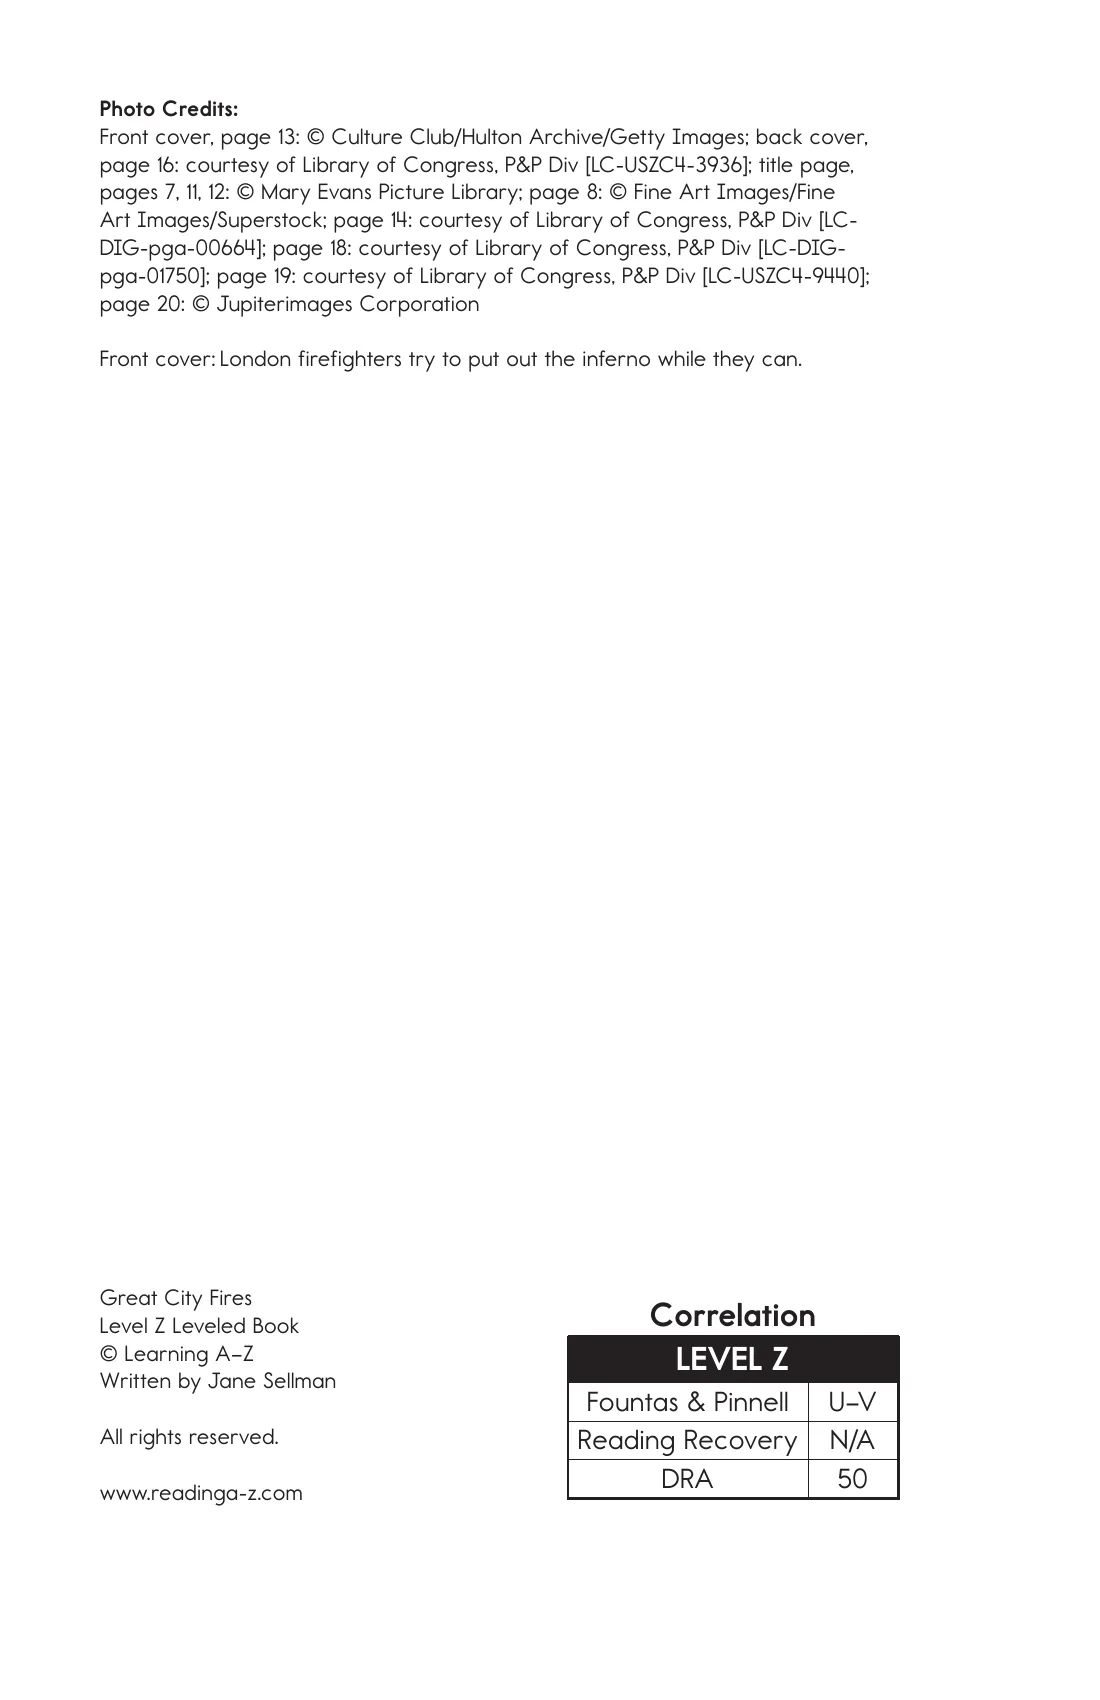 Photo Credits:
Front cover, page 13: © Culture Club/Hulton Archive/Getty Images; back cover,
page 16: courtesy of Library of Congress, P&P Div [LC-USZC4-3936]; title page,
pages 7, 11, 12: © Mary Evans Picture Library; page 8: © Fine Art Images/Fine
Art Images/Superstock; page 14: courtesy of Library of Congress, P&P Div [LC-
DIG-pga-00664]; page 18: courtesy of Library of Congress, P&P Div [LC-DIG-
pga-01750]; page 19: courtesy of Library of Congress, P&P Div [LC-USZC4-9440];
page 20: © Jupiterimages Corporation
Front cover: London firefighters try to put out the inferno while they can.
Great City Fires
Level Z Leveled Book
© Learning A–Z
Written by Jane Sellman
All rights reserved.
www.readinga-z.com
Correlation
LEVEL Z
Fountas & Pinnell U–V
Reading Recovery N/A
DRA 50